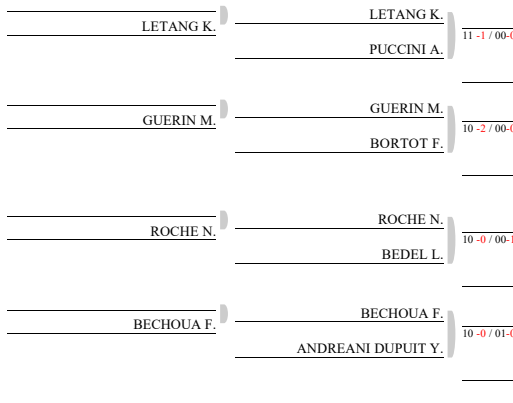 LETANG K.
LETANG K.
11 -1 / 00-
PUCCINI A.
GUERIN M.
GUERIN M.
10 -2 / 00-
BORTOT F.
ROCHE N.
ROCHE N.
10 -0 / 00-1
BEDEL L.
BECHOUA F.
BECHOUA F.
10 -0 / 01-
ANDREANI DUPUIT Y.